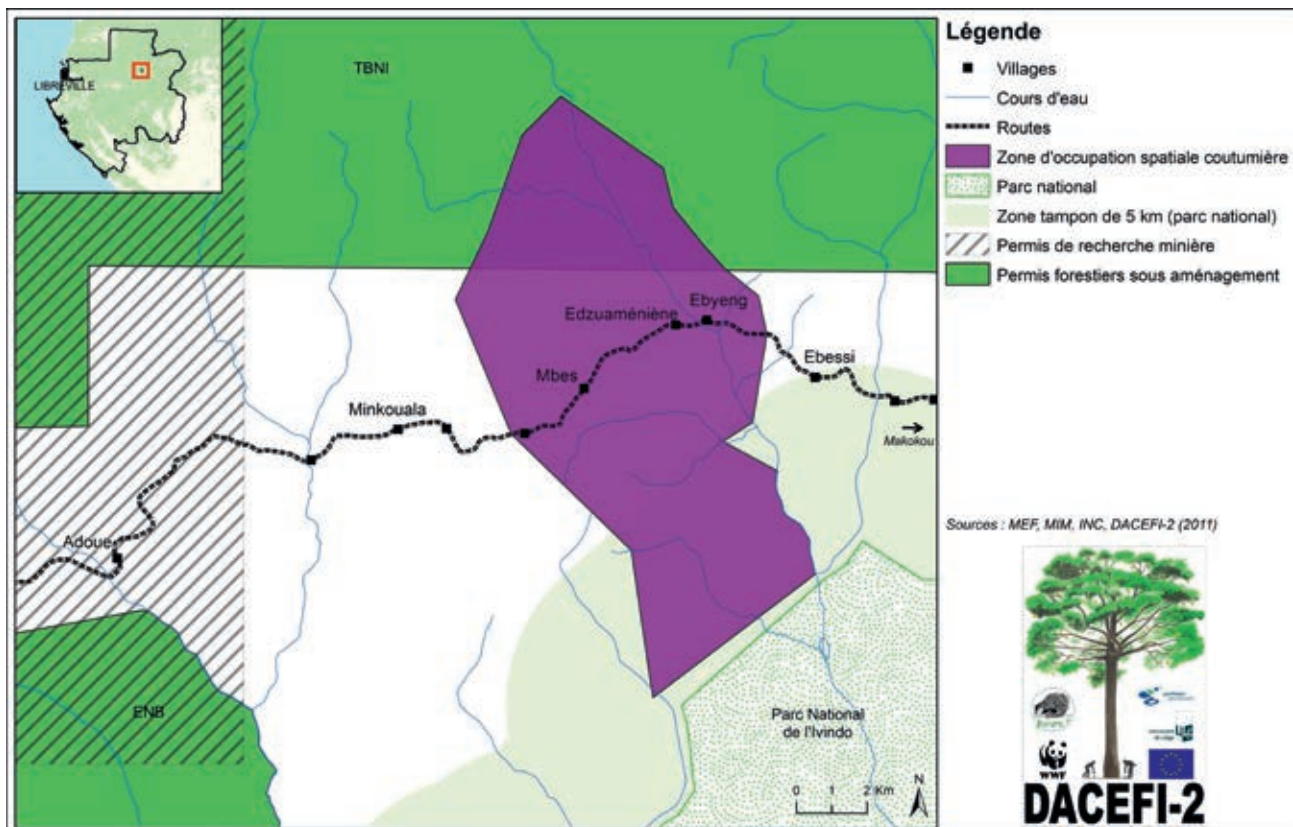 LIBREVILLE
TBNI
Edzuaméniène
Ebyeng
Mbes
Ebessi
Minkouala
Makokou
Adoue
ENB
Parc National
de l'Ivindo
0 1 2 Km
N
Légende
Villages
Cours d'eau
Routes
Zone d'occupation spatiale coutumière
Parc national
Zone tampon de 5 km (parc national)
Permis de recherche minière
Permis forestiers sous aménagement
Sources : MEF, MIM, INC, DACEFI-2 (2011)
WWF
DACEFI-2